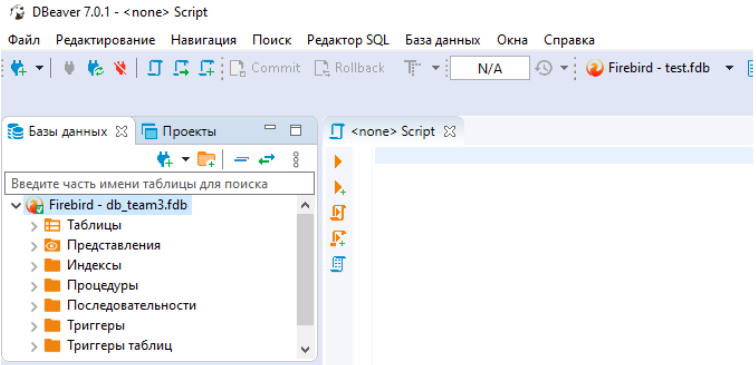 DBeaver 7.0.1 - <none> Script
Файл Редактирование Навигация Поиск Редактор SQL База данных Окна Справка
Commit Rollback N/A Firebird - test.fdb
Базы данных Проекты <none> Script
Введите часть имени таблицы для поиска
Firebird - db_team3.fdb
Таблицы
Представления
Индексы
Процедуры
Последовательности
Триггеры
Триггеры таблиц